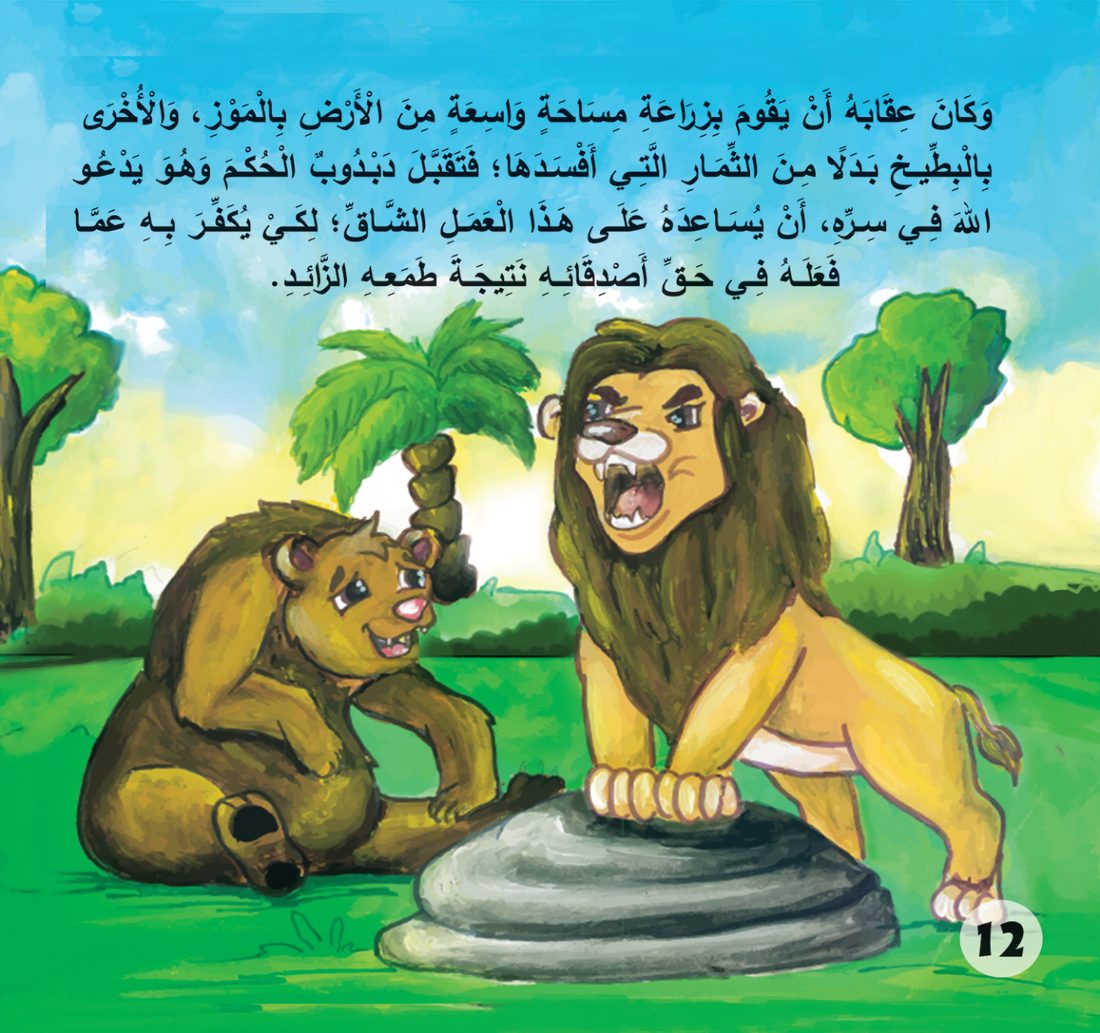 وَكَانَ عِقَابَهُ أَنْ يَقُومَ بِزِرَاعَةِ مِسَاحَةٍ وَاسِعَةٍ مِنَ الْأَرْضِ بِالْمَوْزِ، وَالْأُخْرَى
بِالْبِطِّيخِ بَدَلًا مِنَ الثِّمَارِ الَّتِي أَفْسَدَهَا؛ فَتَقَبَّلَ دَبْدُوبٌ الْحُكْمَ وَهُوَ يَدْعُو
اللهَ فِي سِرِّهِ، أَنْ يُسَاعِدَهُ عَلَى هَذَا الْعَمَلِ الشَّاقِّ؛ لِكَيْ يُكَفِّرَ بِهِ عَمَّا
فَعَلَهُ فِي حَقِّ أَصْدِقَائِهِ نَتِيجَةَ طَمَعِهِ الزَّائِدِ.
12